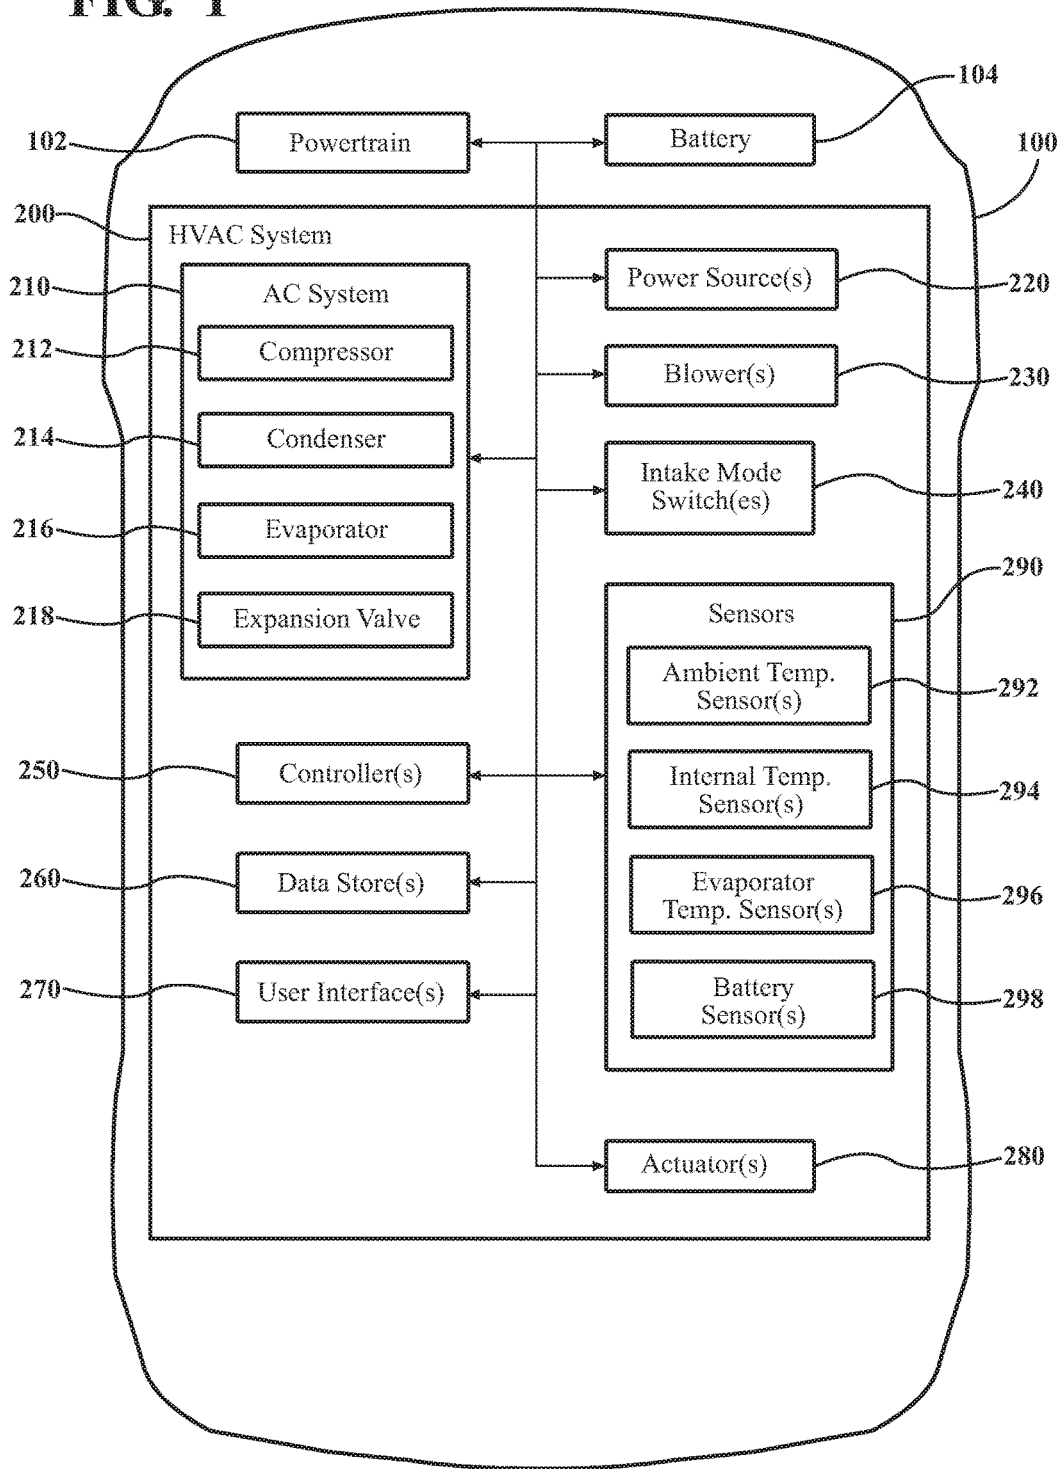 FIG. 1
104
102
Powertrain
Battery
100
200
HVAC System
210
AC System
Power Source(s)
220
212
Compressor
Blower(s)
230
214
Condenser
Intake Mode
Switch(es)
240
216
Evaporator
290
218
Expansion Valve
Sensors
Ambient Temp.
Sensor(s)
292
250
Controller(s)
Internal Temp.
Sensor(s)
294
260
Data Store(s)
Evaporator
Temp. Sensor(s)
296
270
User Interface(s)
Battery
Sensor(s)
298
Actuator(s)
280